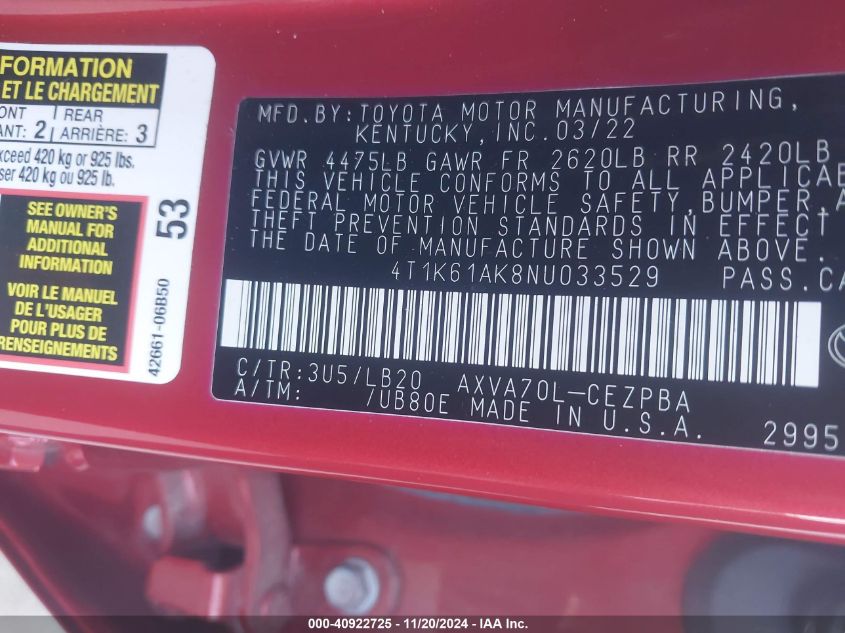 FORMATION
ET LE CHARGEMENT
ONT 2 REAR 3
ANT: ARRIÈRE:
exceed 420 kg or 925 lbs.
ser 420 kg ou 925 lb.
SEE OWNER'S
MANUAL FOR
ADDITIONAL
INFORMATION
VOIR LE MANUEL
DE L'USAGER
POUR PLUS DE
RENSEIGNEMENTS
53
42661-06B50
MFD. BY: TOYOTA MOTOR MANUFACTURING,
KENTUCKY, INC. 03/22
GVWR 4475LB GAWR FR 2620LB RR 2420LB
THIS VEHICLE CONFORMS TO ALL APPLICAB
FEDERAL MOTOR VEHICLE SAFETY, BUMPER, A
THEFT PREVENTION STANDARDS IN EFFECT
THE DATE OF MANUFACTURE SHOWN ABOVE.
4T1K61AK8NU033529 PASS.CA
C/TR: 3U5/LB20 AXVA70L-CEZPBA
A/TM: /UB80E MADE IN U.S.A.
2995
000-40922725 - 11/20/2024 - IAA Inc.